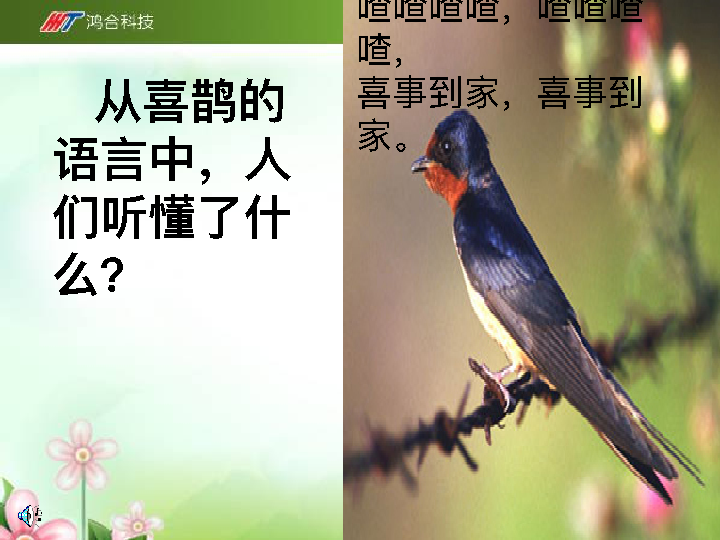 鸿合科技
从喜鹊的
语言中，人
们听懂了什
么？
喳喳喳喳，喳喳喳
喳，
喜事到家，喜事到
家。